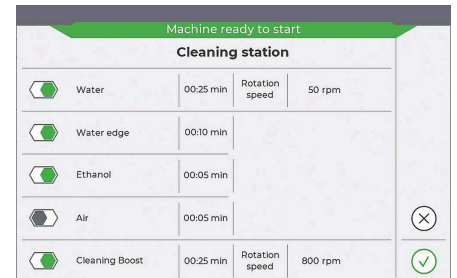 Machine ready to start
Cleaning station
Water 00:25 min Rotation speed 50 rpm
Water edge 00:10 min
Ethanol 00:05 min
Air 00:05 min
Cleaning Boost 00:25 min Rotation speed 800 rpm